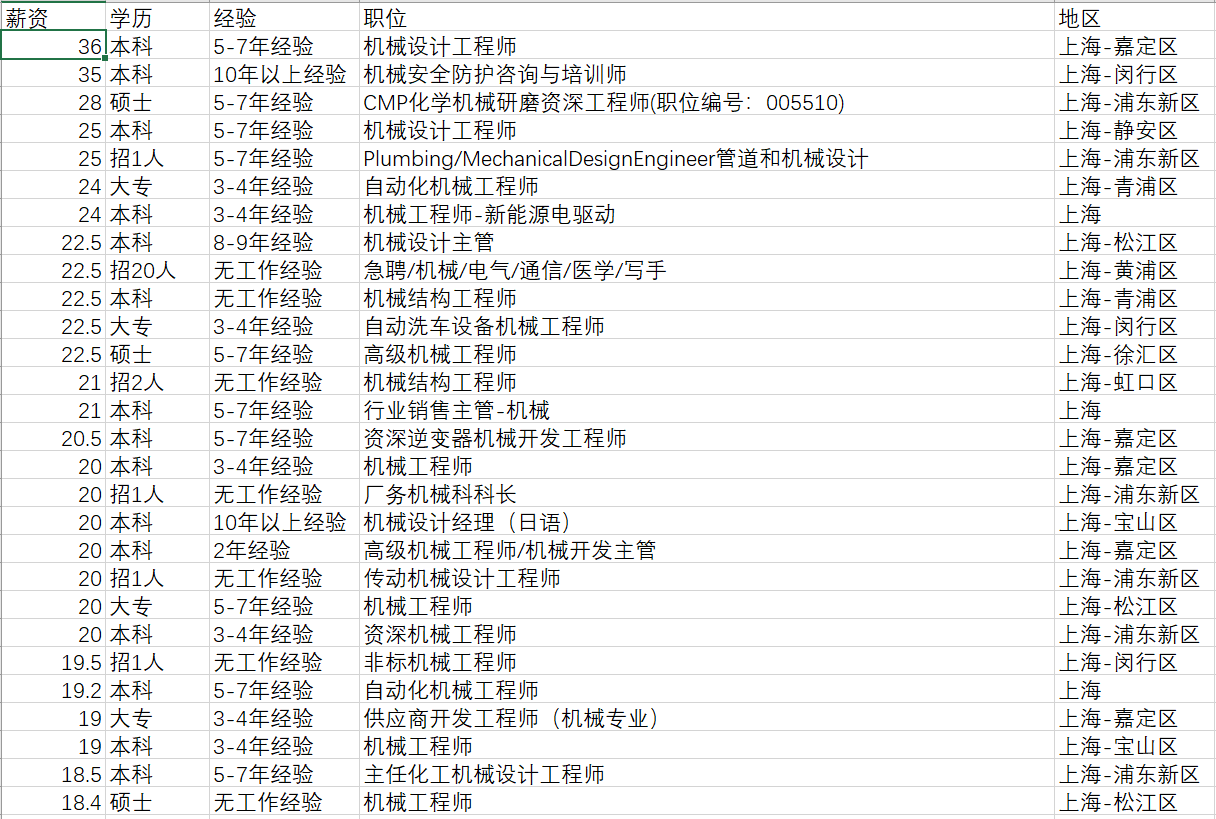 薪资 学历 经验 职位 地区
36 本科 5-7年经验 机械设计工程师 上海-嘉定区
35 本科 10年以上经验 机械安全防护咨询与培训师 上海-闵行区
28 硕士 5-7年经验 CMP化学机械研磨资深工程师(职位编号：005510) 上海-浦东新区
25 本科 5-7年经验 机械设计工程师 上海-静安区
25 招1人 5-7年经验 Plumbing/MechanicalDesignEngineer管道和机械设计 上海-浦东新区
24 大专 3-4年经验 自动化机械工程师 上海-青浦区
24 本科 3-4年经验 机械工程师-新能源电驱动 上海
22.5 本科 8-9年经验 机械设计主管 上海-松江区
22.5 招20人 无工作经验 急聘/机械/电气/通信/医学/写手 上海-黄浦区
22.5 本科 无工作经验 机械结构工程师 上海-青浦区
22.5 大专 3-4年经验 自动洗车设备机械工程师 上海-闵行区
22.5 硕士 5-7年经验 高级机械工程师 上海-徐汇区
21 招2人 无工作经验 机械结构工程师 上海-虹口区
21 本科 5-7年经验 行业销售主管-机械 上海
20.5 本科 5-7年经验 资深逆变器机械开发工程师 上海-嘉定区
20 本科 3-4年经验 机械工程师 上海-嘉定区
20 招1人 无工作经验 厂务机械科科长 上海-浦东新区
20 本科 10年以上经验 机械设计经理（日语） 上海-宝山区
20 本科 2年经验 高级机械工程师/机械开发主管 上海-嘉定区
20 招1人 无工作经验 传动机械设计工程师 上海-浦东新区
20 大专 5-7年经验 机械工程师 上海-松江区
20 本科 3-4年经验 资深机械工程师 上海-浦东新区
19.5 招1人 无工作经验 非标机械工程师 上海-闵行区
19.2 本科 5-7年经验 自动化机械工程师 上海
19 大专 3-4年经验 供应商开发工程师（机械专业） 上海-嘉定区
19 本科 3-4年经验 机械工程师 上海-宝山区
18.5 本科 5-7年经验 主任化工机械设计工程师 上海-浦东新区
18.4 硕士 无工作经验 机械工程师 上海-松江区